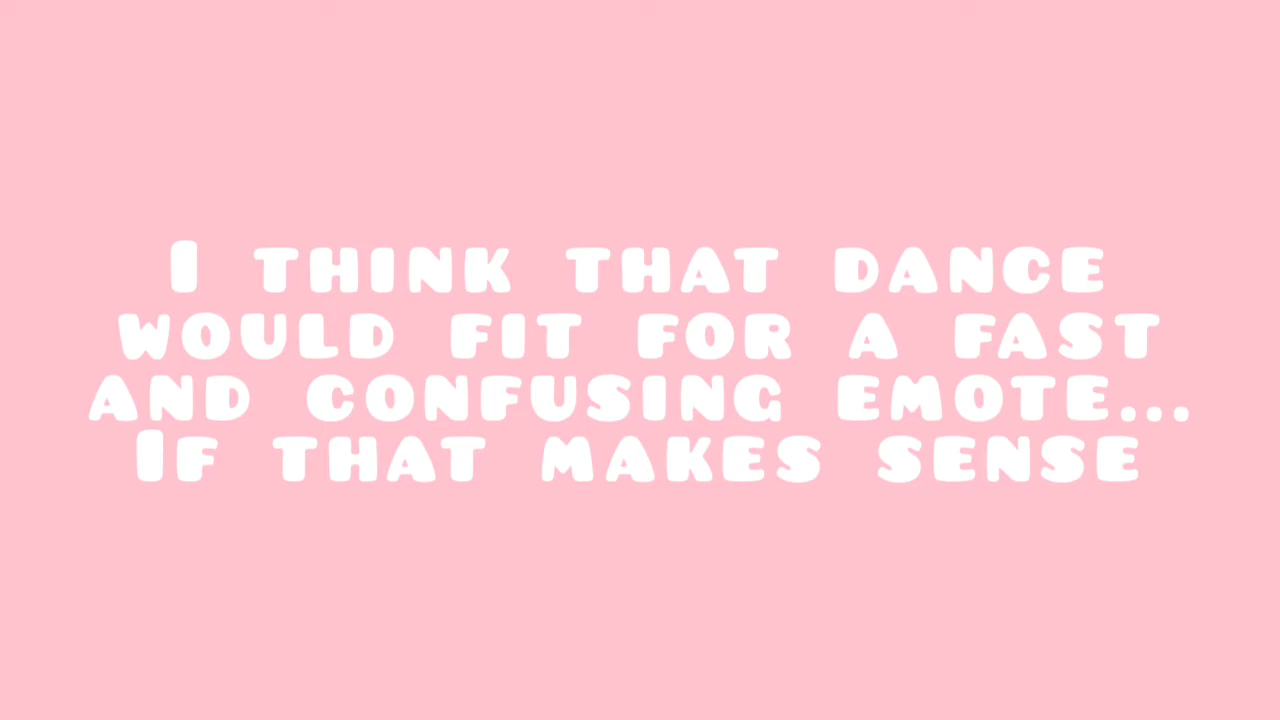 I think that dance
would fit for a fast
and confusing emote...
If that makes sense